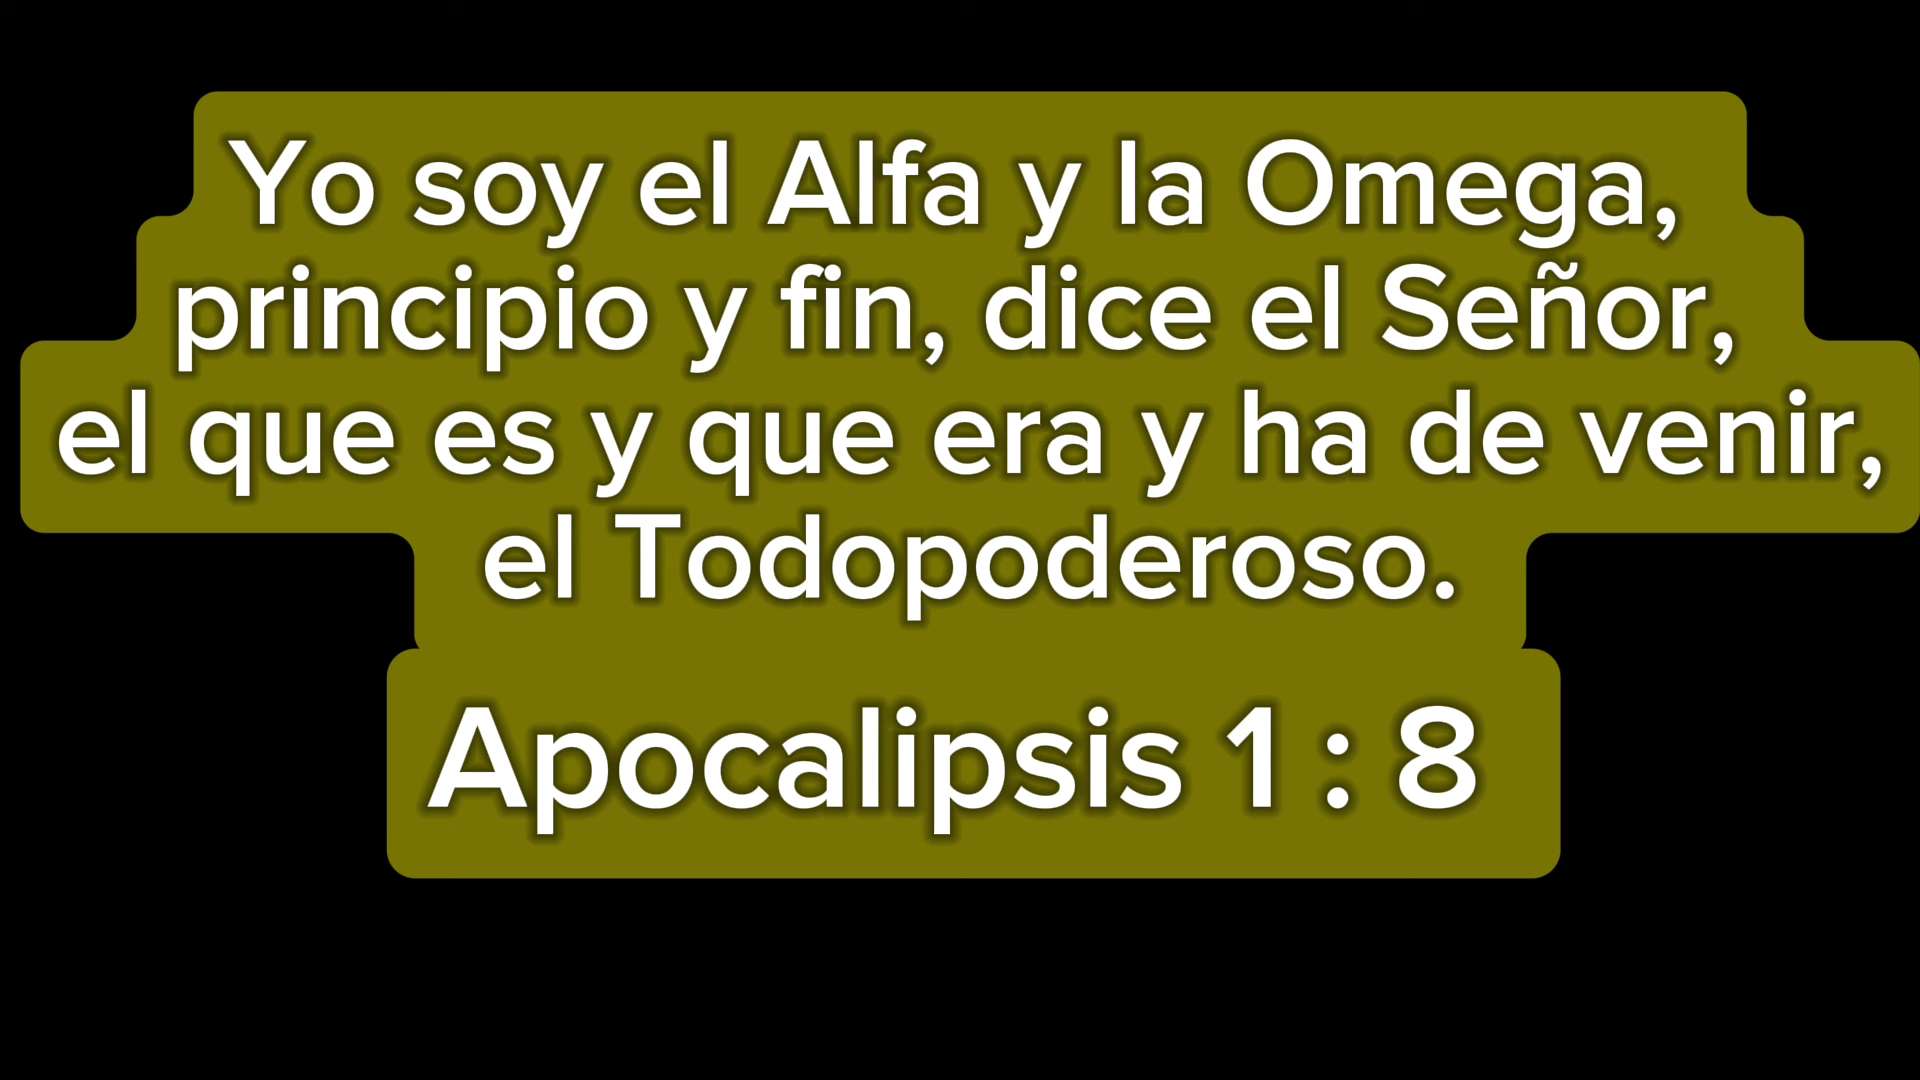 Yo soy el Alfa y la Omega,
principio y fin, dice el Señor,
el que es y que era y ha de venir,
el Todopoderoso.
Apocalipsis 1 : 8